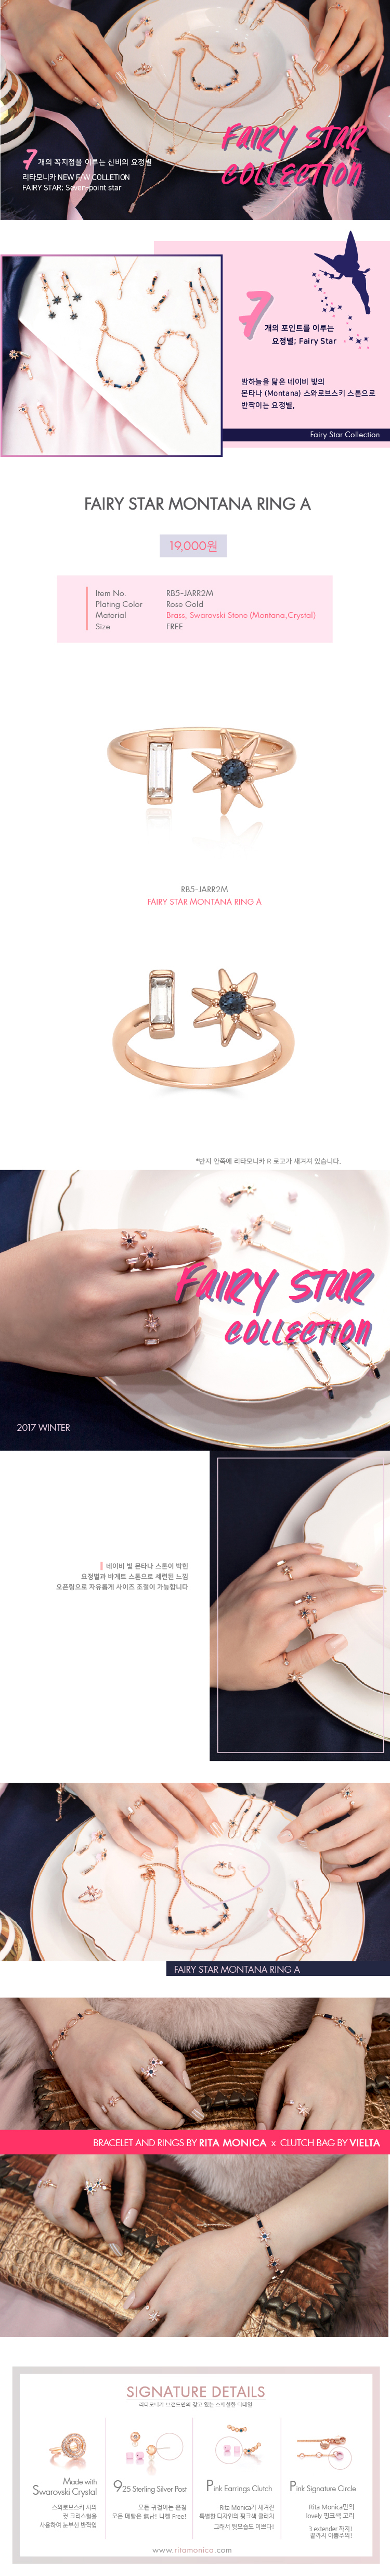 FAIRY STAR
COLLECTION
7개의 꼭지점을 이루는 신비의 요정별
리타모니카 NEW F/W COLLETION
FAIRY STAR; Seven-point star
7개의 포인트를 이루는
요정별; Fairy Star
밤하늘을 닮은 네이비 빛의
몬타나 (Montana) 스와로브스키 스톤으로
반짝이는 요정별,
Fairy Star Collection
FAIRY STAR MONTANA RING A
19,000원
Item No. RB5-JARR2M
Plating Color Rose Gold
Material Brass, Swarovski Stone (Montana,Crystal)
Size FREE
RB5-JARR2M
FAIRY STAR MONTANA RING A
*반지 안쪽에 리타모니카 R 로고가 새겨져 있습니다.
FAIRY STAR
COLLECTION
2017 WINTER
네이비 빛 몬타나 스톤이 박힌
요정별과 바게트 스톤으로 세련된 느낌
오픈링으로 자유롭게 사이즈 조절이 가능합니다
FAIRY STAR MONTANA RING A
BRACELET AND RINGS BY RITA MONICA x CLUTCH BAG BY VIELTA
SIGNATURE DETAILS
리타모니카 브랜드만의 갖고 있는 스페셜한 디테일
Made with
Swarovski Crystal
스와로브스키 사의
컷 크리스털을
사용하여 눈부신 반짝임
925 Sterling Silver Post
모든 귀걸이는 은침
모든 메탈은 뽀납! 니켈 Free!
Pink Earrings Clutch
Rita Monica가 새겨진
특별한 디자인의 핑크색 클러치
그래서 뒷모습도 이쁘다!
Pink Signature Circle
Rita Monica만의
lovely 핑크색 고리
3 extender 까지!
끝까지 이쁨주의!
www.ritamonica.com